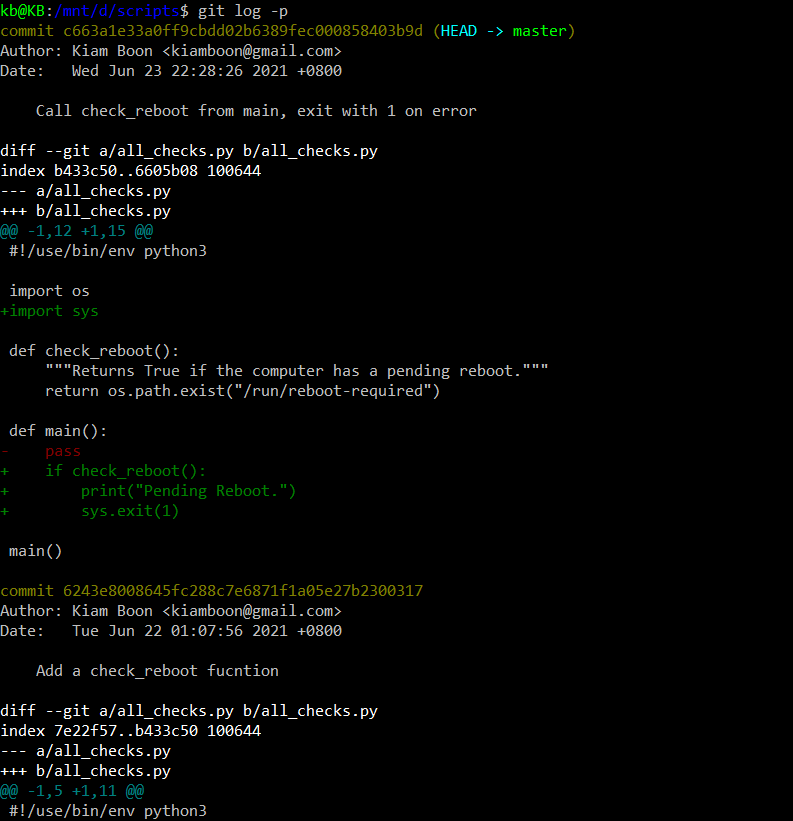 kb@KB:/mnt/d/scripts$ git log -p
commit c663a1e33a0ff9cbdd02b6389fec000858403b9d (HEAD -> master)
Author: Kiam Boon <kiamboon@gmail.com>
Date:   Wed Jun 23 22:28:26 2021 +0800

    Call check_reboot from main, exit with 1 on error

diff --git a/all_checks.py b/all_checks.py
index b433c50..6605b08 100644
--- a/all_checks.py
+++ b/all_checks.py
@@ -1,12 +1,15 @@
 #!/use/bin/env python3

 import os
+import sys

 def check_reboot():
     """Returns True if the computer has a pending reboot."""
     return os.path.exist("/run/reboot-required")

 def main():
-    pass
+    if check_reboot():
+        print("Pending Reboot.")
+        sys.exit(1)

 main()

commit 6243e8008645fc288c7e6871f1a05e27b2300317
Author: Kiam Boon <kiamboon@gmail.com>
Date:   Tue Jun 22 01:07:56 2021 +0800

    Add a check_reboot fucntion

diff --git a/all_checks.py b/all_checks.py
index 7e22f57..b433c50 100644
--- a/all_checks.py
+++ b/all_checks.py
@@ -1,5 +1,11 @@
 #!/use/bin/env python3